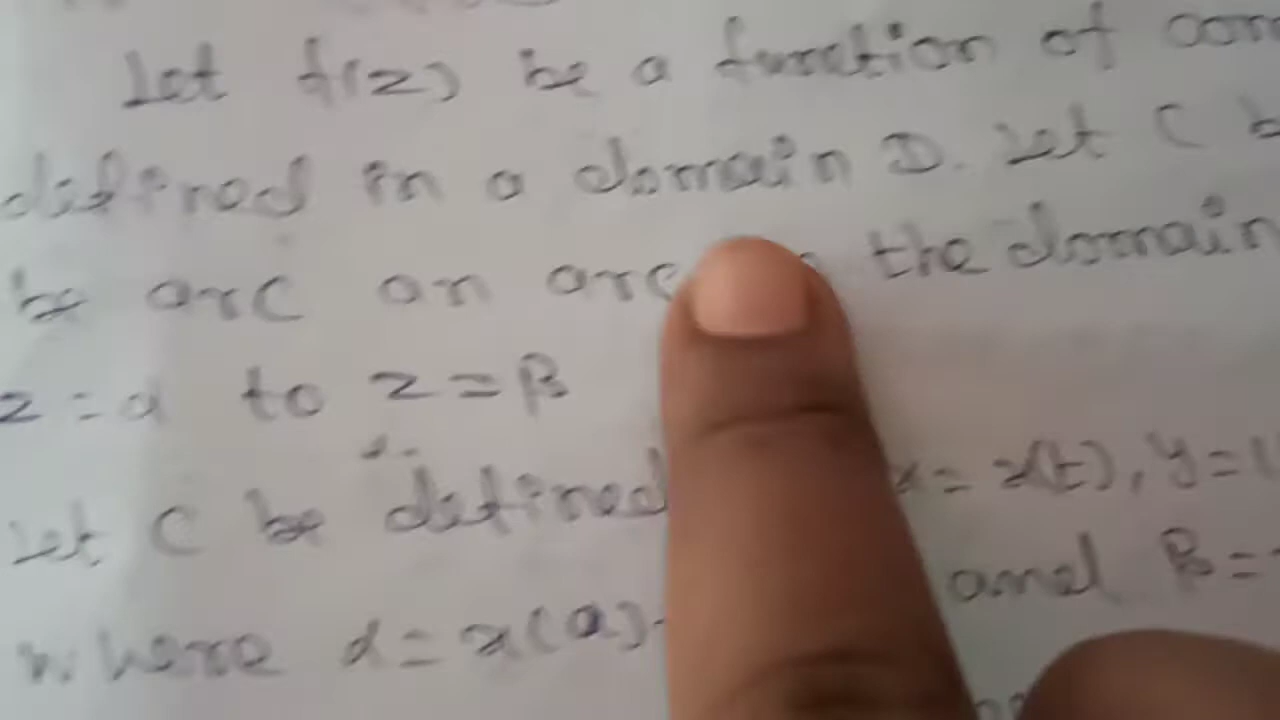 Let f(z) be a function of com
defined in a domain D. Let C b
be arc an arc the domain
z = α to z = β
Let C be defined x = x(t), y =
where α = x(a) and β =